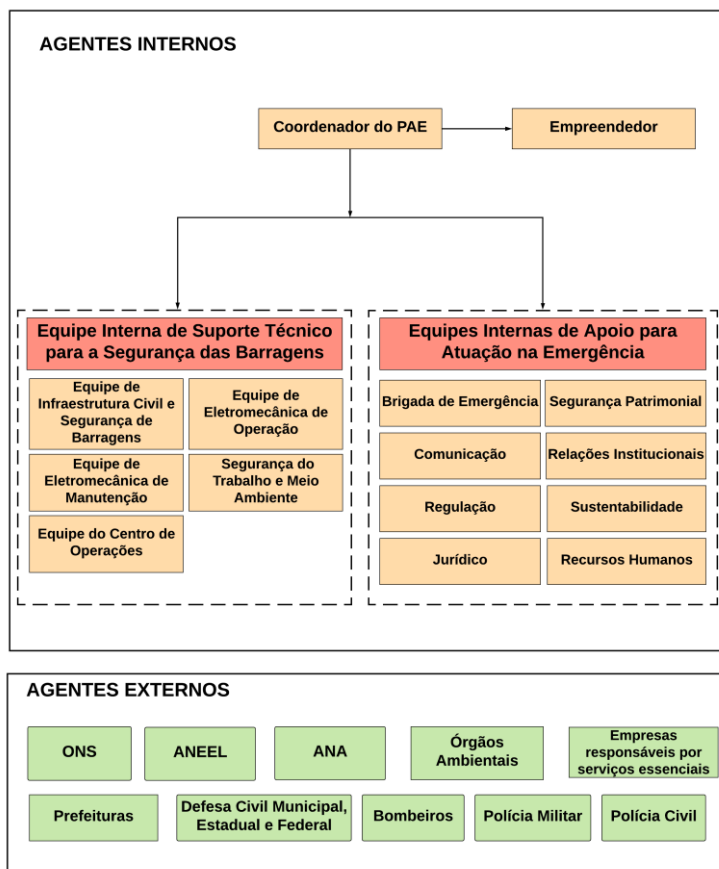 AGENTES INTERNOS
Coordenador do PAE
Empreendedor
Equipe Interna de Suporte Técnico
para a Segurança das Barragens
Equipe de
Infraestrutura Civil e
Segurança de
Barragens
Equipe de
Eletromecânica de
Operação
Equipe de
Eletromecânica de
Manutenção
Segurança do
Trabalho e Meio
Ambiente
Equipe do Centro de
Operações
Equipes Internas de Apoio para
Atuação na Emergência
Brigada de Emergência
Segurança Patrimonial
Comunicação
Relações Institucionais
Regulação
Sustentabilidade
Jurídico
Recursos Humanos
AGENTES EXTERNOS
ONS
ANEEL
ANA
Órgãos
Ambientais
Empresas
responsáveis por
serviços essenciais
Prefeituras
Defesa Civil Municipal,
Estadual e Federal
Bombeiros
Polícia Militar
Polícia Civil